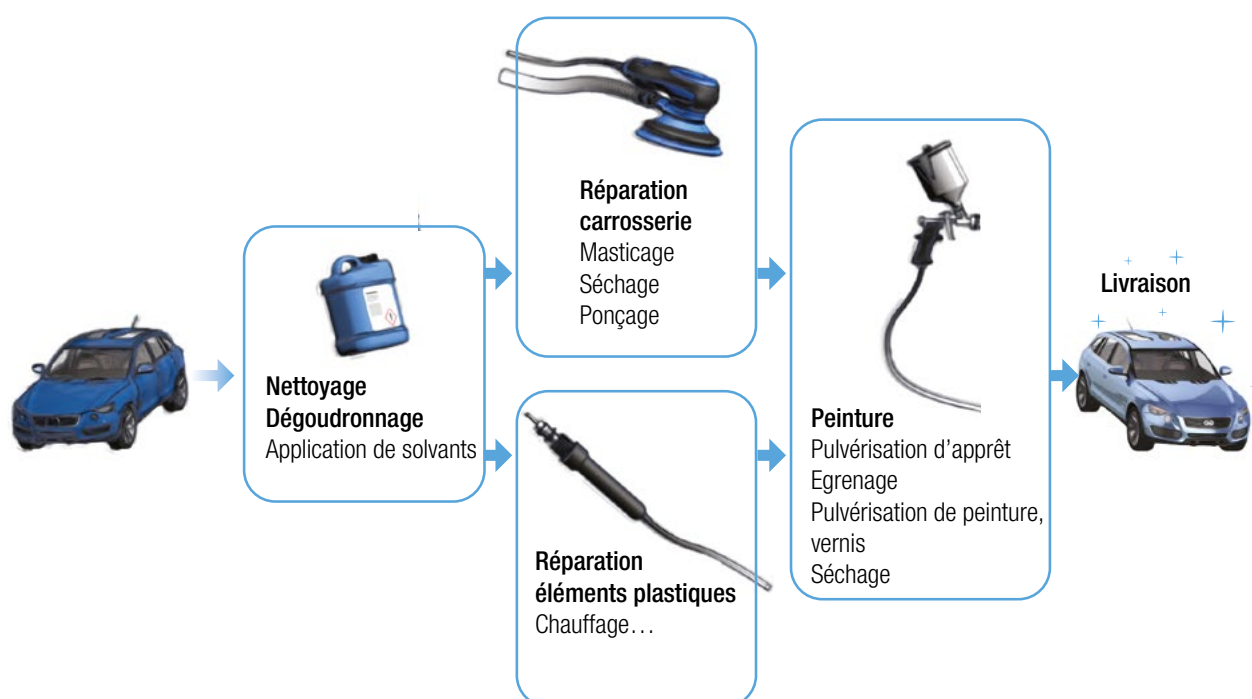 Nettoyage
Dégoudronnage
Application de solvants
Réparation
carrosserie
Masticage
Séchage
Ponçage
Réparation
éléments plastiques
Chauffage…
Peinture
Pulvérisation d’apprêt
Egrenage
Pulvérisation de peinture,
vernis
Séchage
Livraison